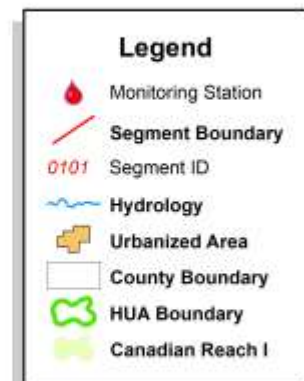 Legend
Monitoring Station
Segment Boundary
0101 Segment ID
Hydrology
Urbanized Area
County Boundary
HUA Boundary
Canadian Reach I